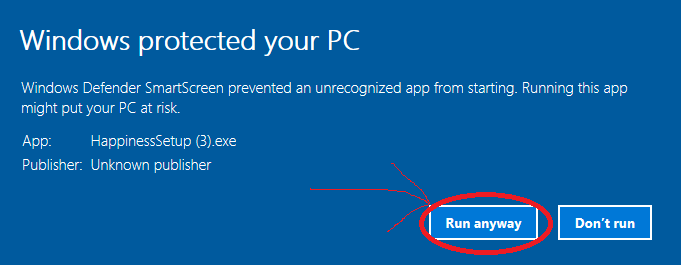 Windows protected your PC
Windows Defender SmartScreen prevented an unrecognized app from starting. Running this app
might put your PC at risk.
App: HappinessSetup (3).exe
Publisher: Unknown publisher
Run anyway Don't run